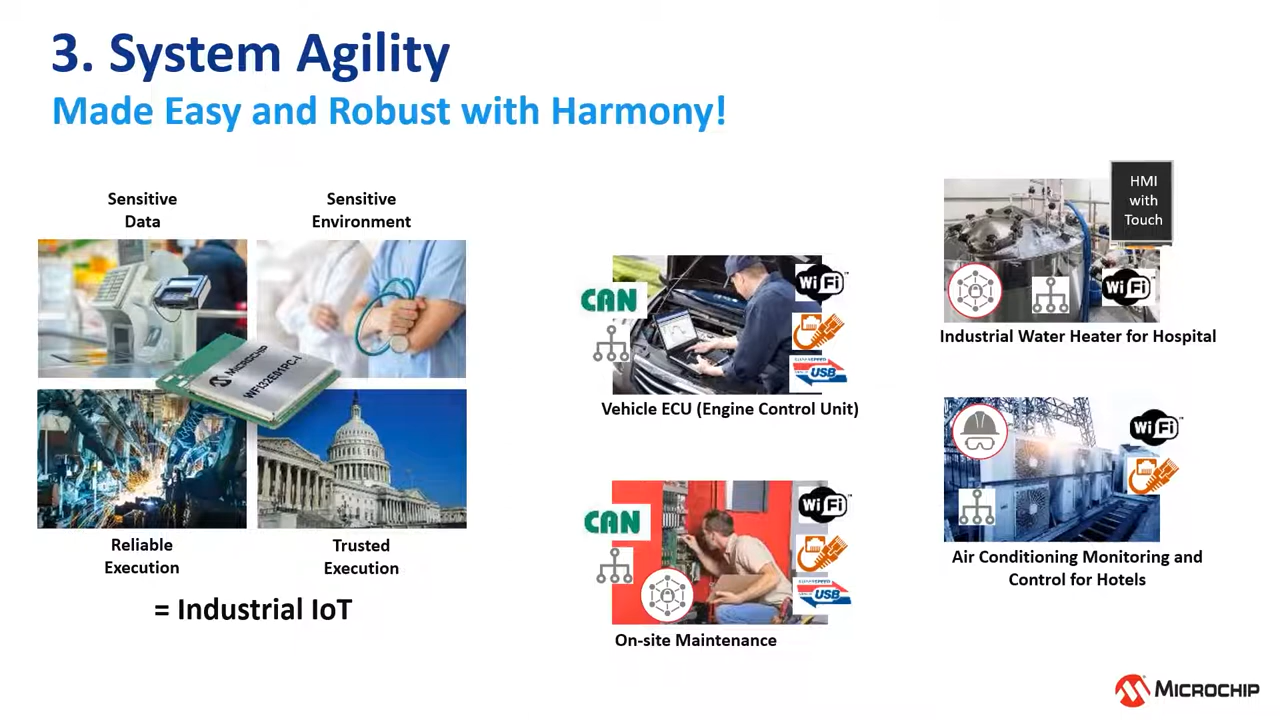 3. System Agility
Made Easy and Robust with Harmony!
Sensitive
Data
Sensitive
Environment
MICROCHIP
WFI32E01PC-I
Reliable
Execution
Trusted
Execution
= Industrial IoT
CAN
Wi Fi
USB
Vehicle ECU (Engine Control Unit)
CAN
Wi Fi
USB
On-site Maintenance
HMI
with
Touch
Wi Fi
Industrial Water Heater for Hospital
Wi Fi
Air Conditioning Monitoring and
Control for Hotels
MICROCHIP